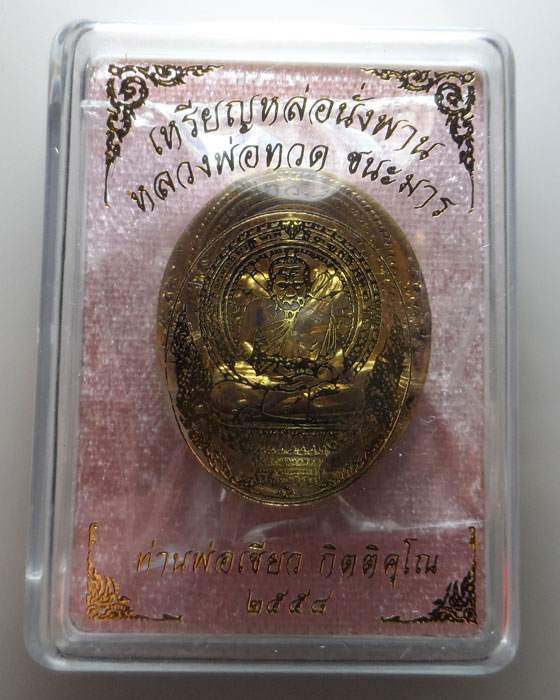 เหรียญหล่อนั่งพาน
หลวงพ่อทวด ชนะมาร
ท่านพ่อเขียว กิตติคุโณ
๒๕๕๘